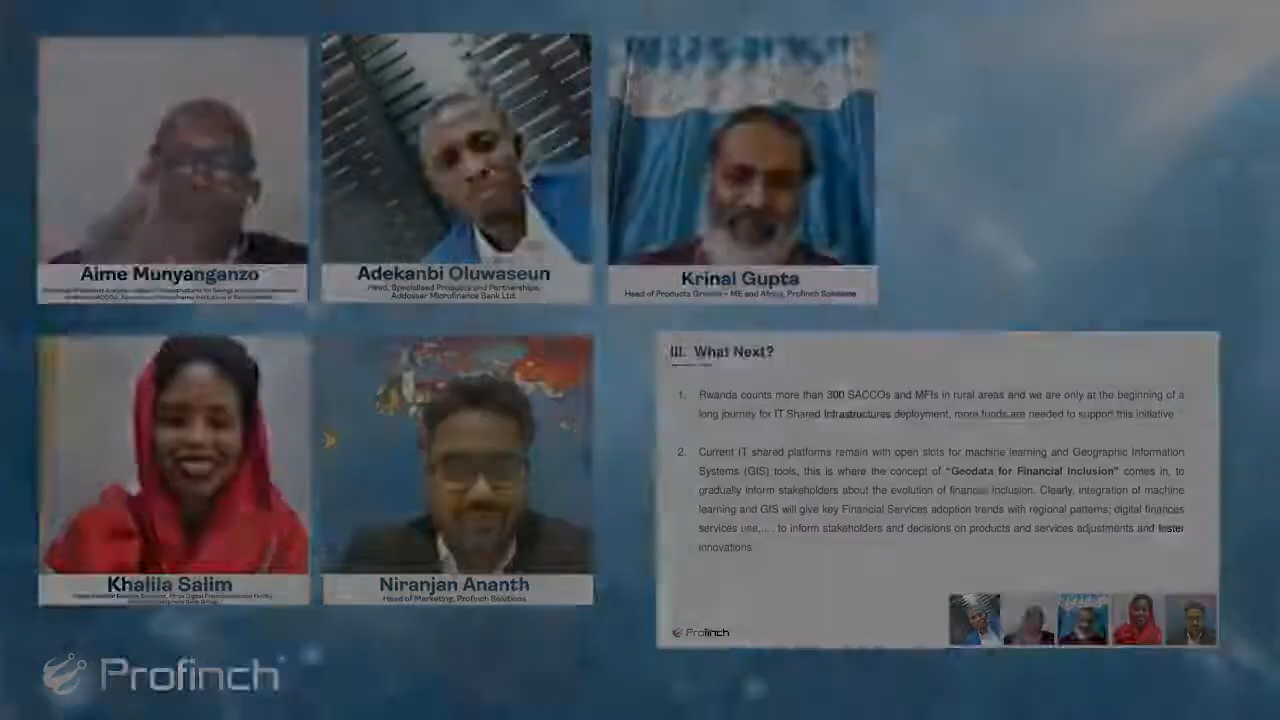 Aime Munyanganzo
Adekanbi Oluwaseun
Head, Specialised Products and Partnerships,
Addosser Microfinance Bank Ltd.
Krinal Gupta
Head of Products Growth – ME and Africa, Profinch Solutions
Khalila Salim
Niranjan Ananth
Head of Marketing, Profinch Solutions
III. What Next?
1. Rwanda counts more than 300 SACCOs and MFIs in rural areas and we are only at the beginning of a
long journey for IT Shared Infrastructures deployment, more funds are needed to support this initiative
2. Current IT shared platforms remain with open slots for machine learning and Geographic Information
Systems (GIS) tools, this is where the concept of “Geodata for Financial Inclusion” comes in, to
gradually inform stakeholders about the evolution of financial inclusion. Clearly, integration of machine
learning and GIS will give key Financial Services adoption trends with regional patterns; digital finances
services use,… to inform stakeholders and decisions on products and services adjustments and foster
innovations
Profinch
Profinch